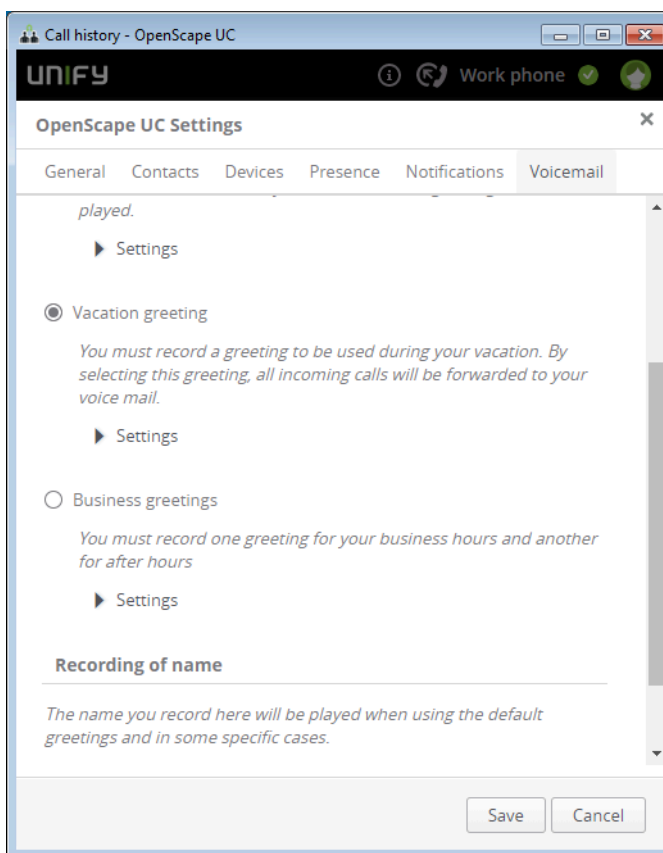 Call history - OpenScape UC
UNIFY
Work phone
OpenScape UC Settings
General Contacts Devices Presence Notifications Voicemail
played.
Settings
Vacation greeting
You must record a greeting to be used during your vacation. By
selecting this greeting, all incoming calls will be forwarded to your
voice mail.
Settings
Business greetings
You must record one greeting for your business hours and another
for after hours
Settings
Recording of name
The name you record here will be played when using the default
greetings and in some specific cases.
Save Cancel